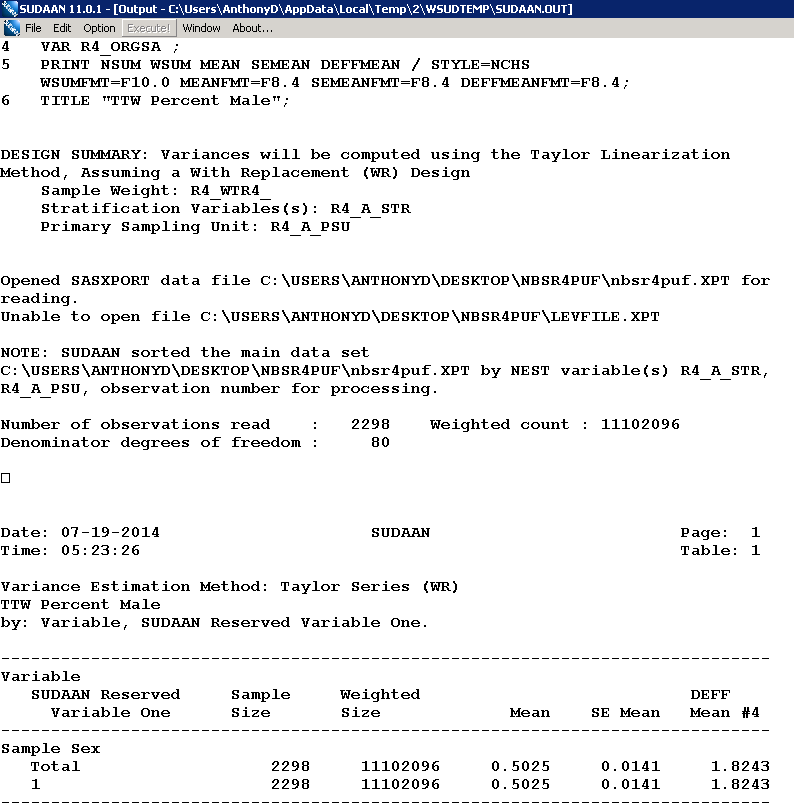 SUDAAN 11.0.1 - [Output - C:\Users\AnthonyD\AppData\Local\Temp\2\WSUDTEMP\SUDAAN.OUT]
File Edit Option Execute! Window About...
4 VAR R4_ORGSA ;
5 PRINT NSUM WSUM MEAN SEMEAN DEFFMEAN / STYLE=NCHS
WSUMFMT=F10.0 MEANFMT=F8.4 SEMEANFMT=F8.4 DEFFMEANFMT=F8.4;
6 TITLE "TTW Percent Male";
DESIGN SUMMARY: Variances will be computed using the Taylor Linearization
Method, Assuming a With Replacement (WR) Design
Sample Weight: R4_WTR4_
Stratification Variables(s): R4_A_STR
Primary Sampling Unit: R4_A_PSU
Opened SASXPORT data file C:\USERS\ANTHONYD\DESKTOP\NBSR4PUF\nbsr4puf.XPT for
reading.
Unable to open file C:\USERS\ANTHONYD\DESKTOP\NBSR4PUF\LEVFILE.XPT
NOTE: SUDAAN sorted the main data set
C:\USERS\ANTHONYD\DESKTOP\NBSR4PUF\nbsr4puf.XPT by NEST variable(s) R4_A_STR,
R4_A_PSU, observation number for processing.
Number of observations read : 2298 Weighted count : 11102096
Denominator degrees of freedom : 80
Date: 07-19-2014 SUDAAN Page: 1
Time: 05:23:26 Table: 1
Variance Estimation Method: Taylor Series (WR)
TTW Percent Male
by: Variable, SUDAAN Reserved Variable One.
Variable
SUDAAN Reserved Sample Weighted DEFF
Variable One Size Size Mean SE Mean Mean #4
Sample Sex
Total 2298 11102096 0.5025 0.0141 1.8243
1 2298 11102096 0.5025 0.0141 1.8243